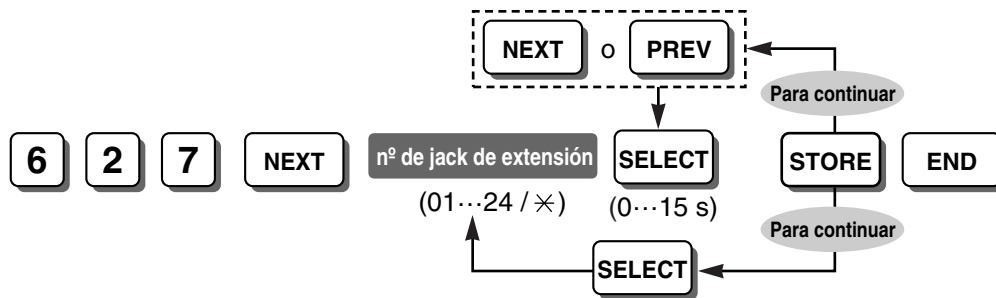 NEXT o PREV
Para continuar
6 2 7 NEXT nº de jack de extensión SELECT STORE END
(01···24 / ✳) (0···15 s)
Para continuar
SELECT